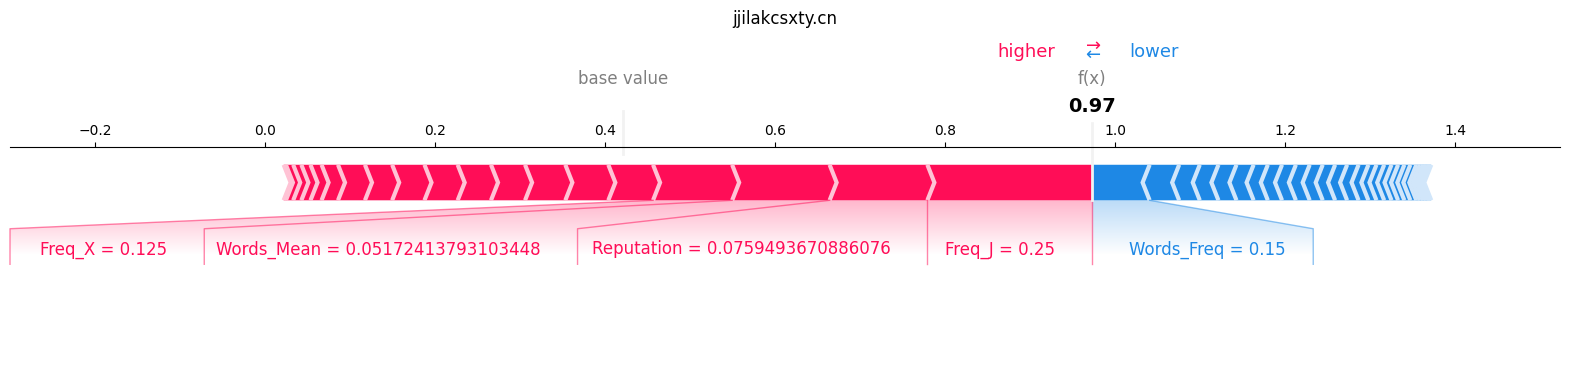 jjilakcsxty.cn
higher → ← lower
base value f(x)
0.97
−0.2 0.0 0.2 0.4 0.6 0.8 1.0 1.2 1.4
Freq_X = 0.125 Words_Mean = 0.05172413793103448 Reputation = 0.0759493670886076 Freq_J = 0.25 Words_Freq = 0.15